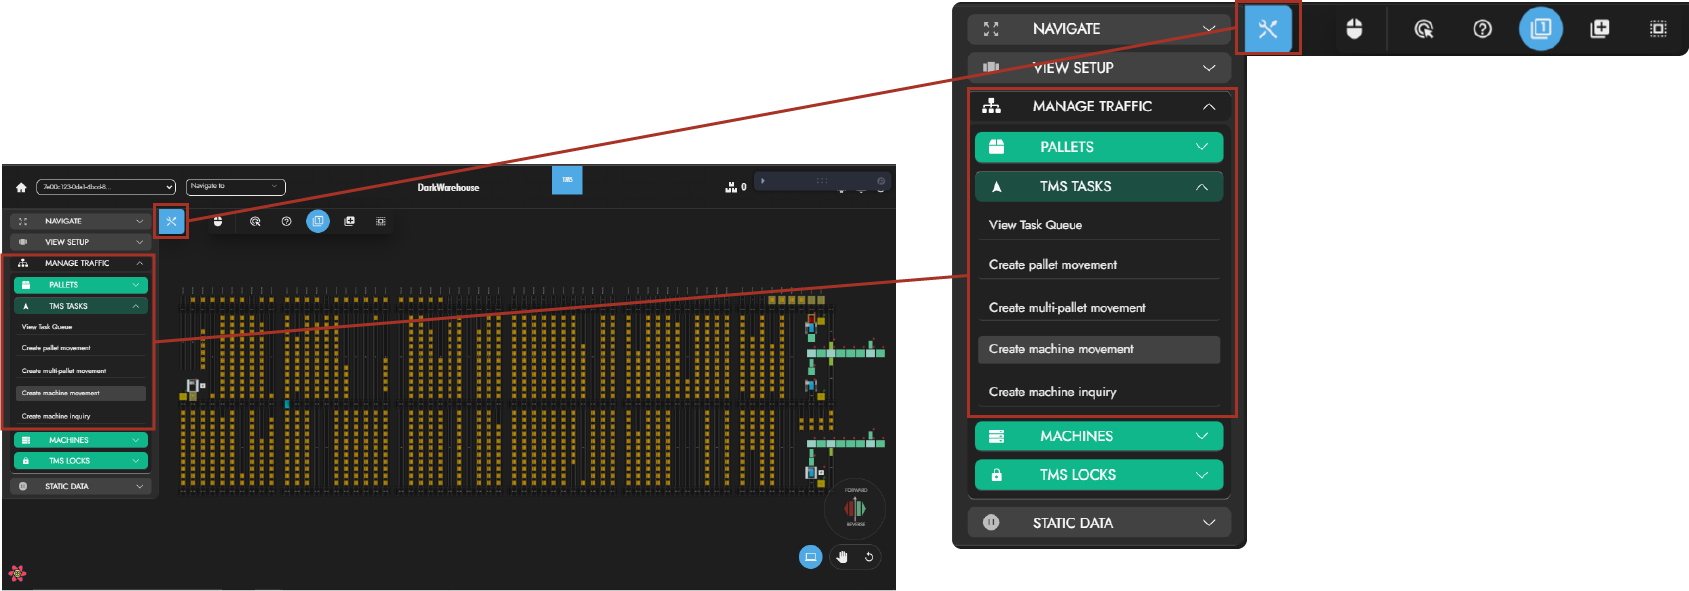 Navigate to
DarkWarehouse
TMS
0
NAVIGATE
VIEW SETUP
MANAGE TRAFFIC
PALLETS
TMS TASKS
View Task Queue
Create pallet movement
Create multi-pallet movement
Create machine movement
Create machine inquiry
MACHINES
TMS LOCKS
STATIC DATA
1
FORWARD
REVERSE
NAVIGATE
VIEW SETUP
MANAGE TRAFFIC
PALLETS
TMS TASKS
View Task Queue
Create pallet movement
Create multi-pallet movement
Create machine movement
Create machine inquiry
MACHINES
TMS LOCKS
STATIC DATA
1